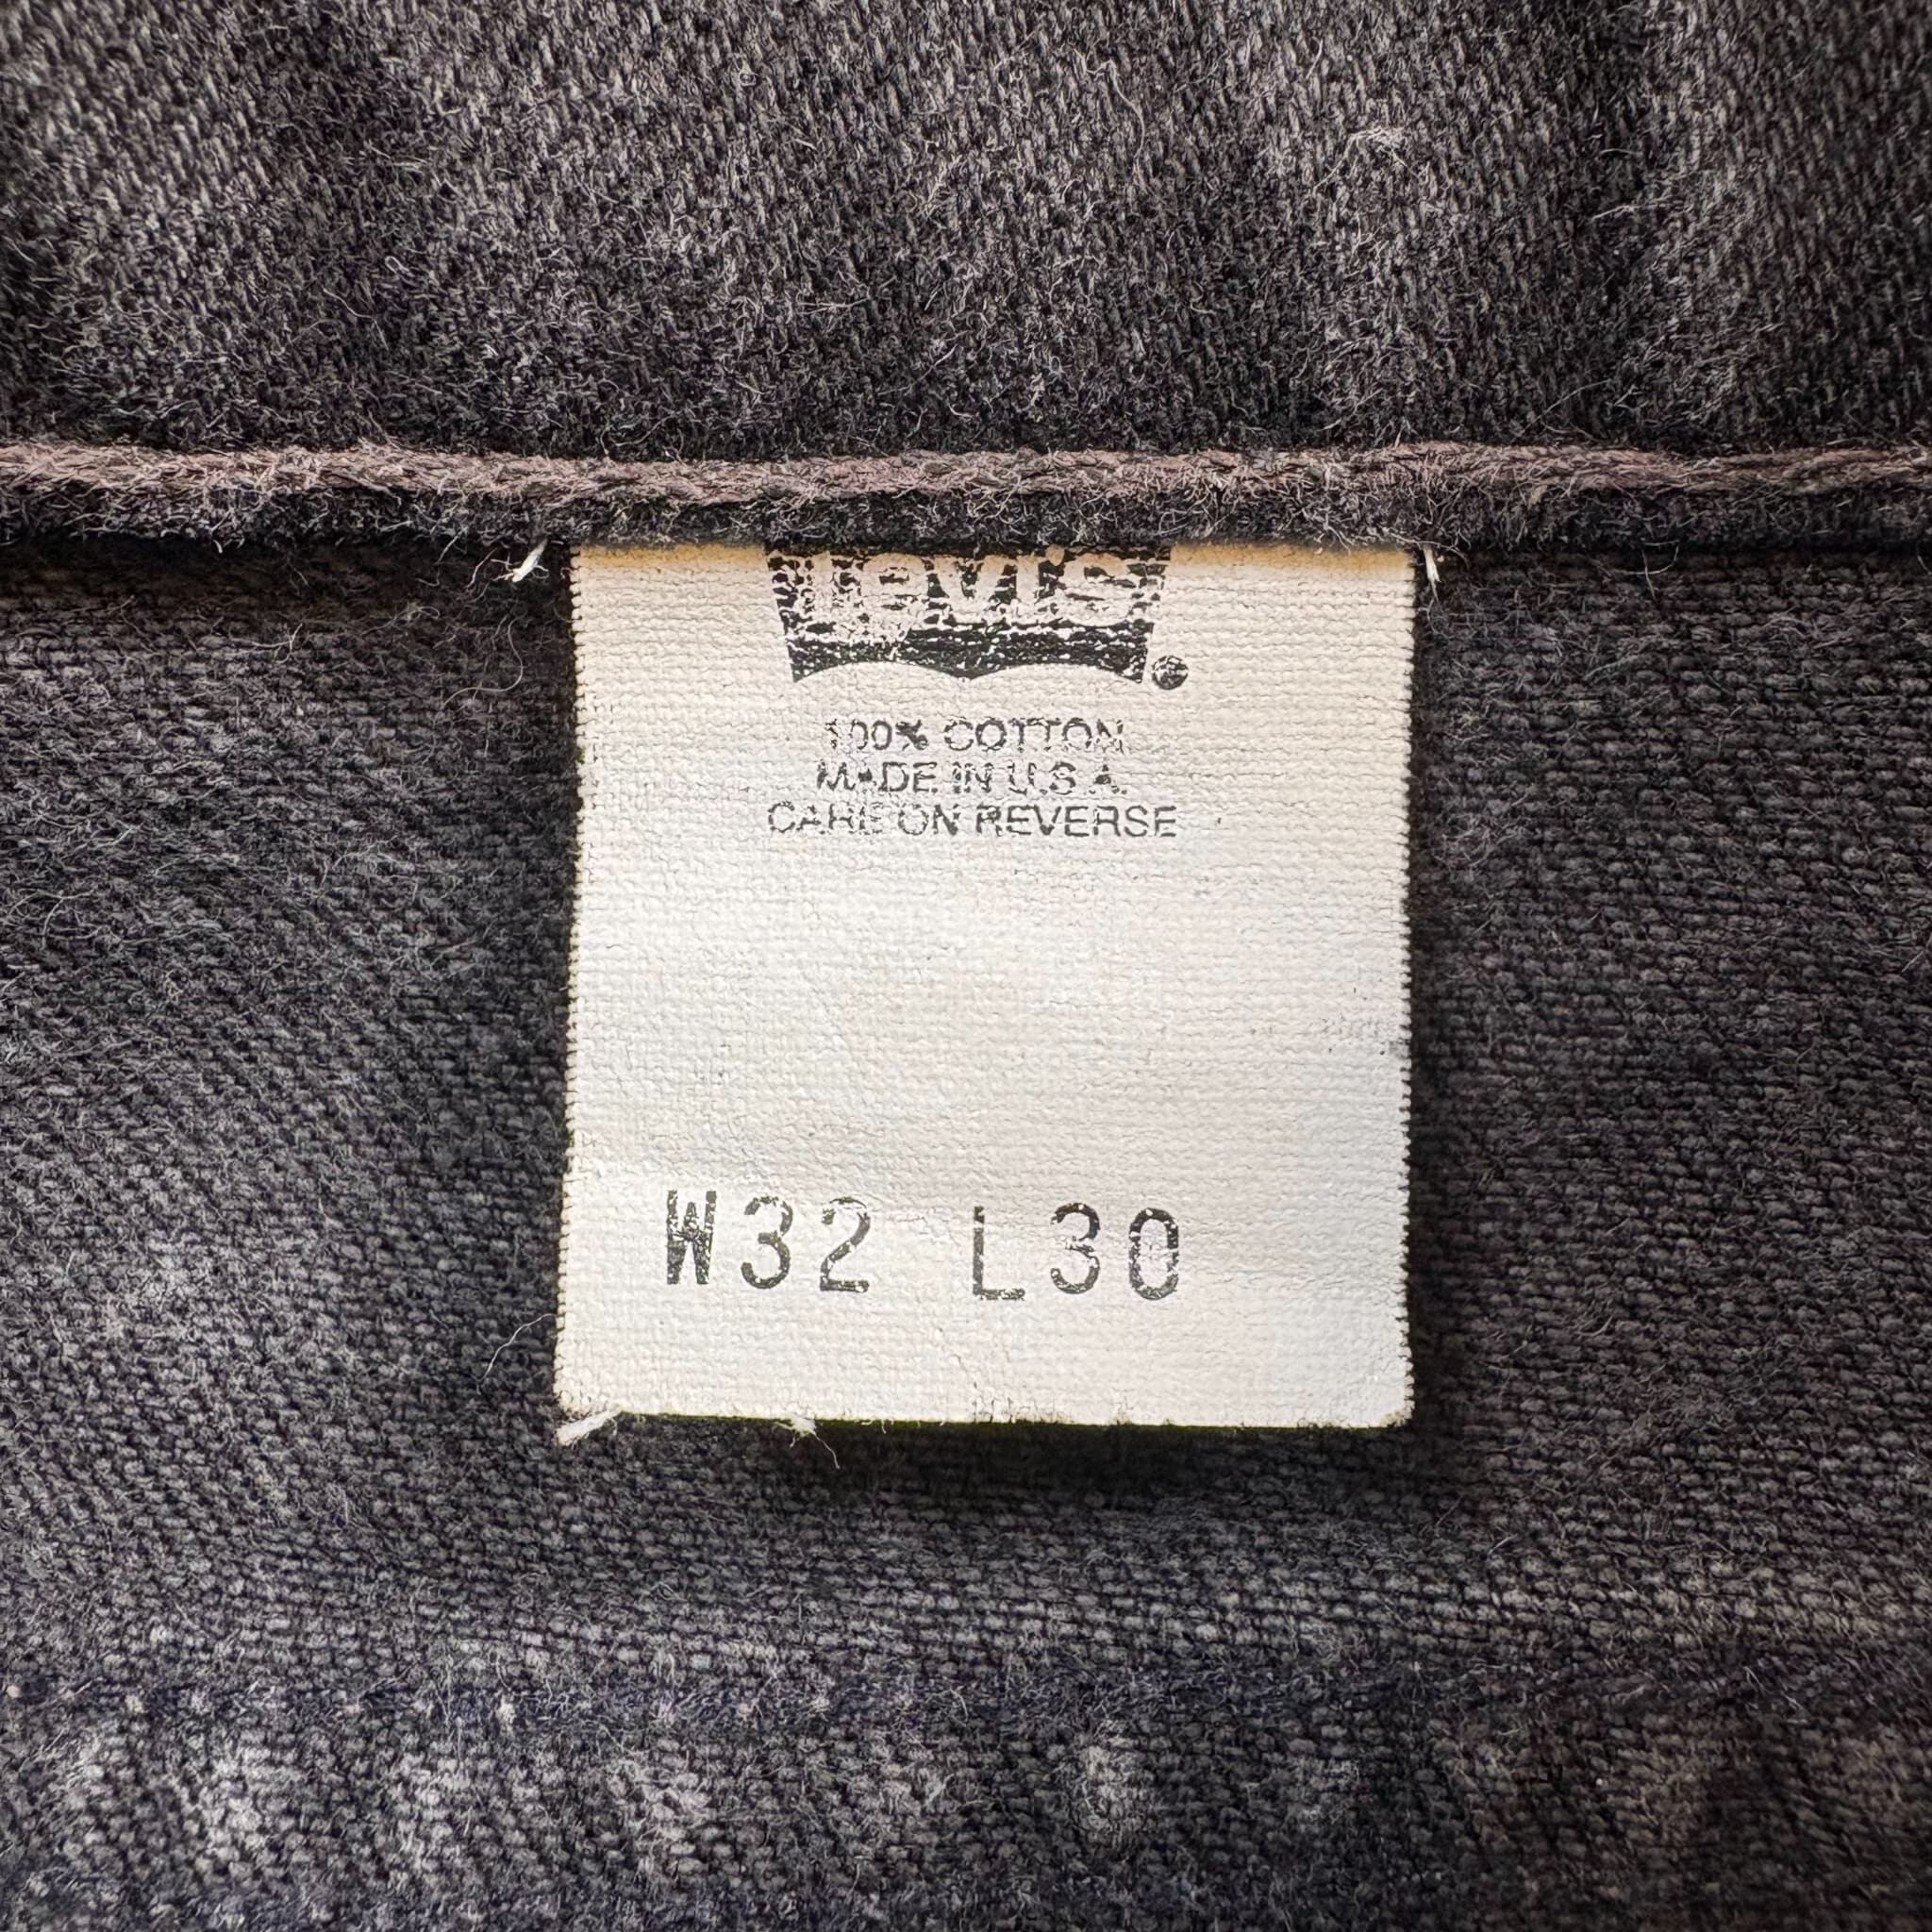 Levi's
100% COTTON
MADE IN U.S.A.
CARE ON REVERSE
W32 L30